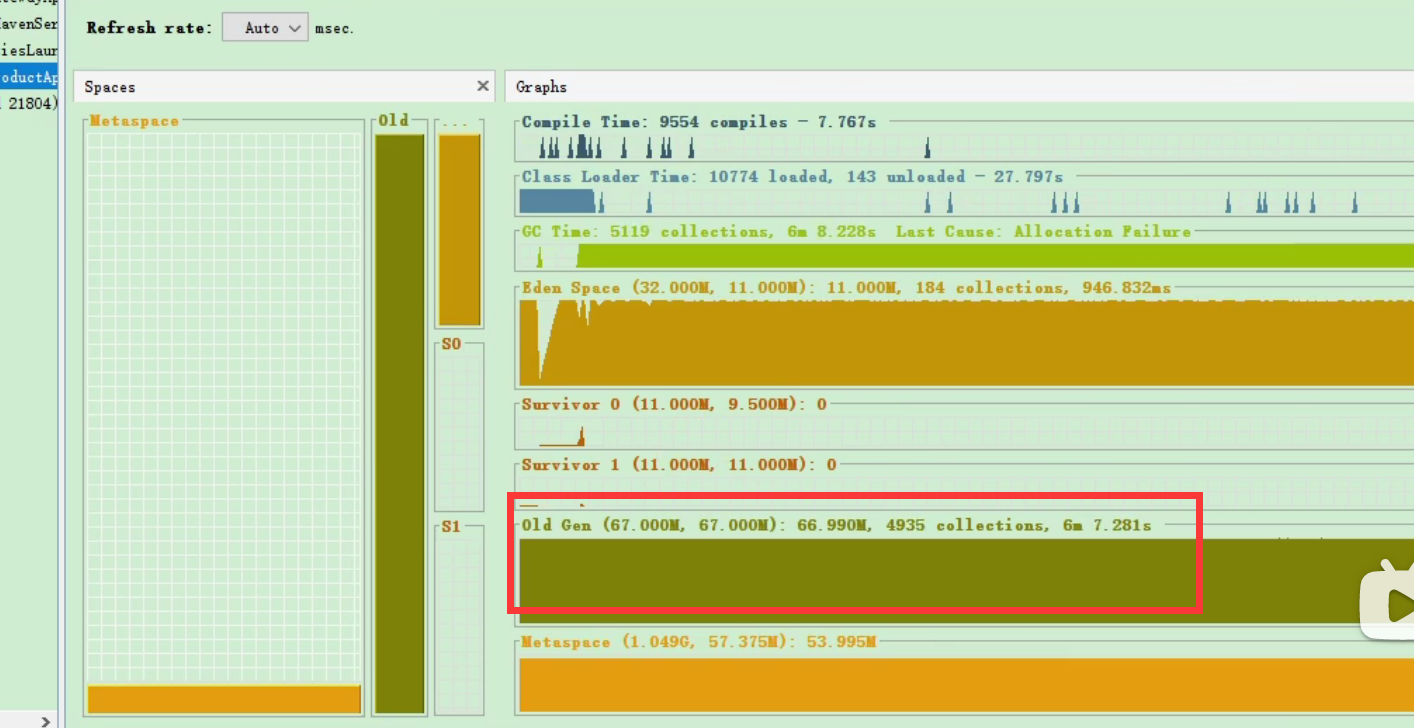 avenSer
iesLaur
oductAp
21804)
Refresh rate: Auto msec.
Spaces
Metaspace
Old
...
S0
S1
Graphs
Compile Time: 9554 compiles - 7.767s
Class Loader Time: 10774 loaded, 143 unloaded - 27.797s
GC Time: 5119 collections, 6m 8.228s Last Cause: Allocation Failure
Eden Space (32.000M, 11.000M): 11.000M, 184 collections, 946.832ms
Survivor 0 (11.000M, 9.500M): 0
Survivor 1 (11.000M, 11.000M): 0
Old Gen (67.000M, 67.000M): 66.990M, 4935 collections, 6m 7.281s
Metaspace (1.049G, 57.375M): 53.995M